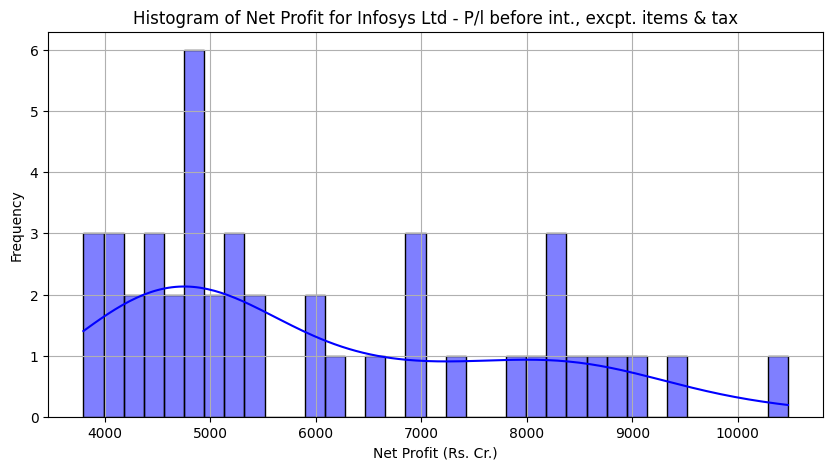 Histogram of Net Profit for Infosys Ltd - P/l before int., excpt. items & tax
6
5
4
3
2
1
0
Frequency
4000 5000 6000 7000 8000 9000 10000
Net Profit (Rs. Cr.)